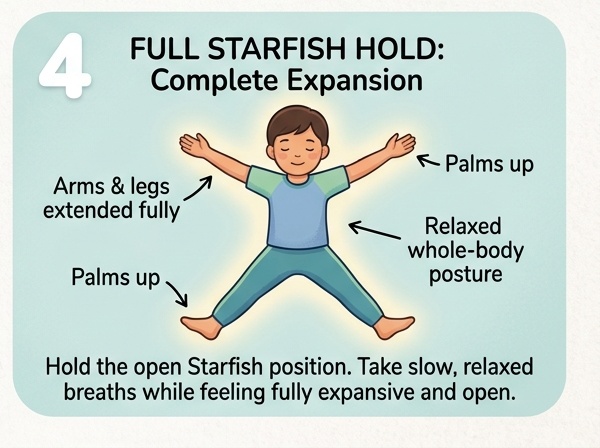 4
FULL STARFISH HOLD:
Complete Expansion
Palms up
Arms & legs
extended fully
Relaxed
whole-body
posture
Palms up
Hold the open Starfish position. Take slow, relaxed
breaths while feeling fully expansive and open.